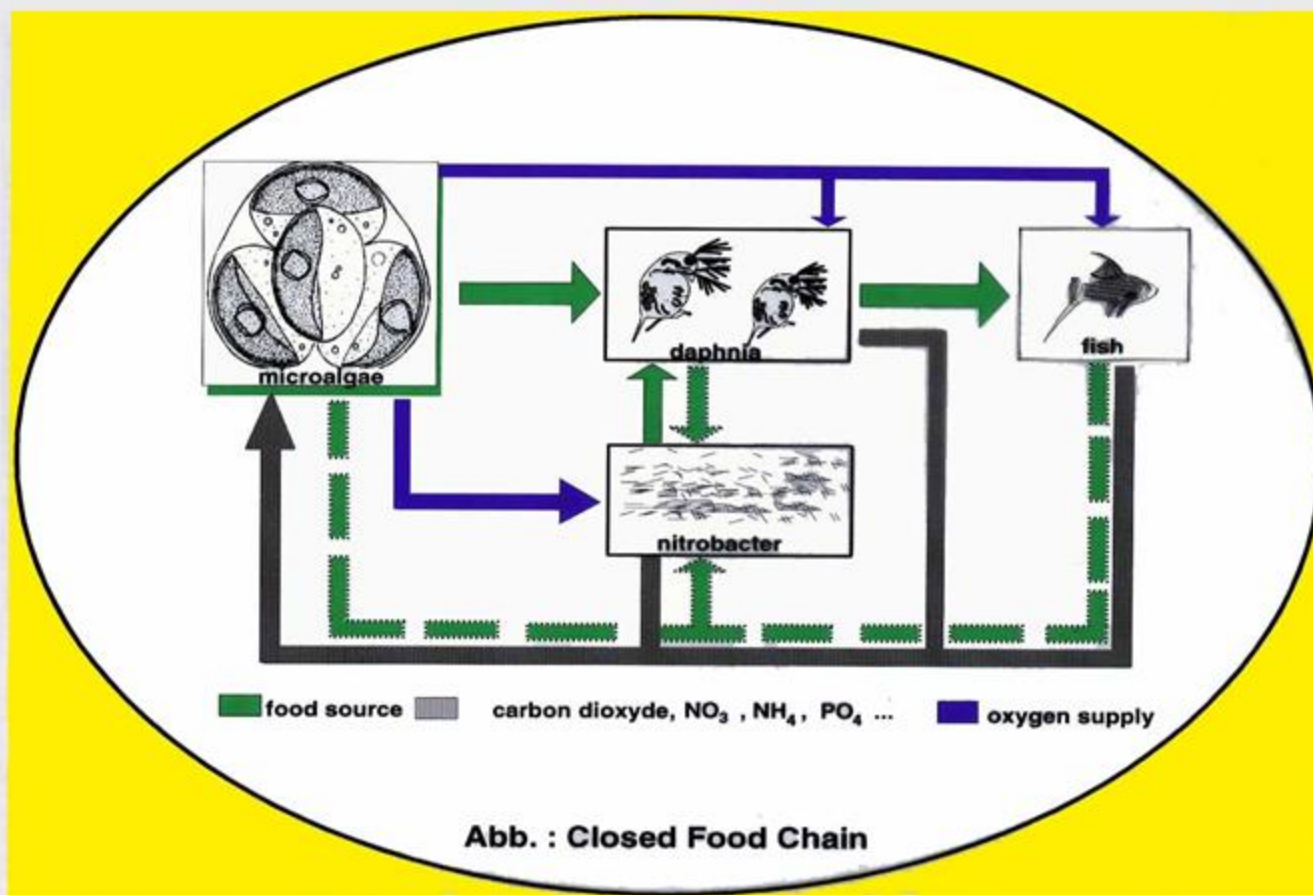 microalgae
daphnia
fish
nitrobacter
food source
carbon dioxyde, NO₃ , NH₄ , PO₄ ...
oxygen supply
Abb. : Closed Food Chain